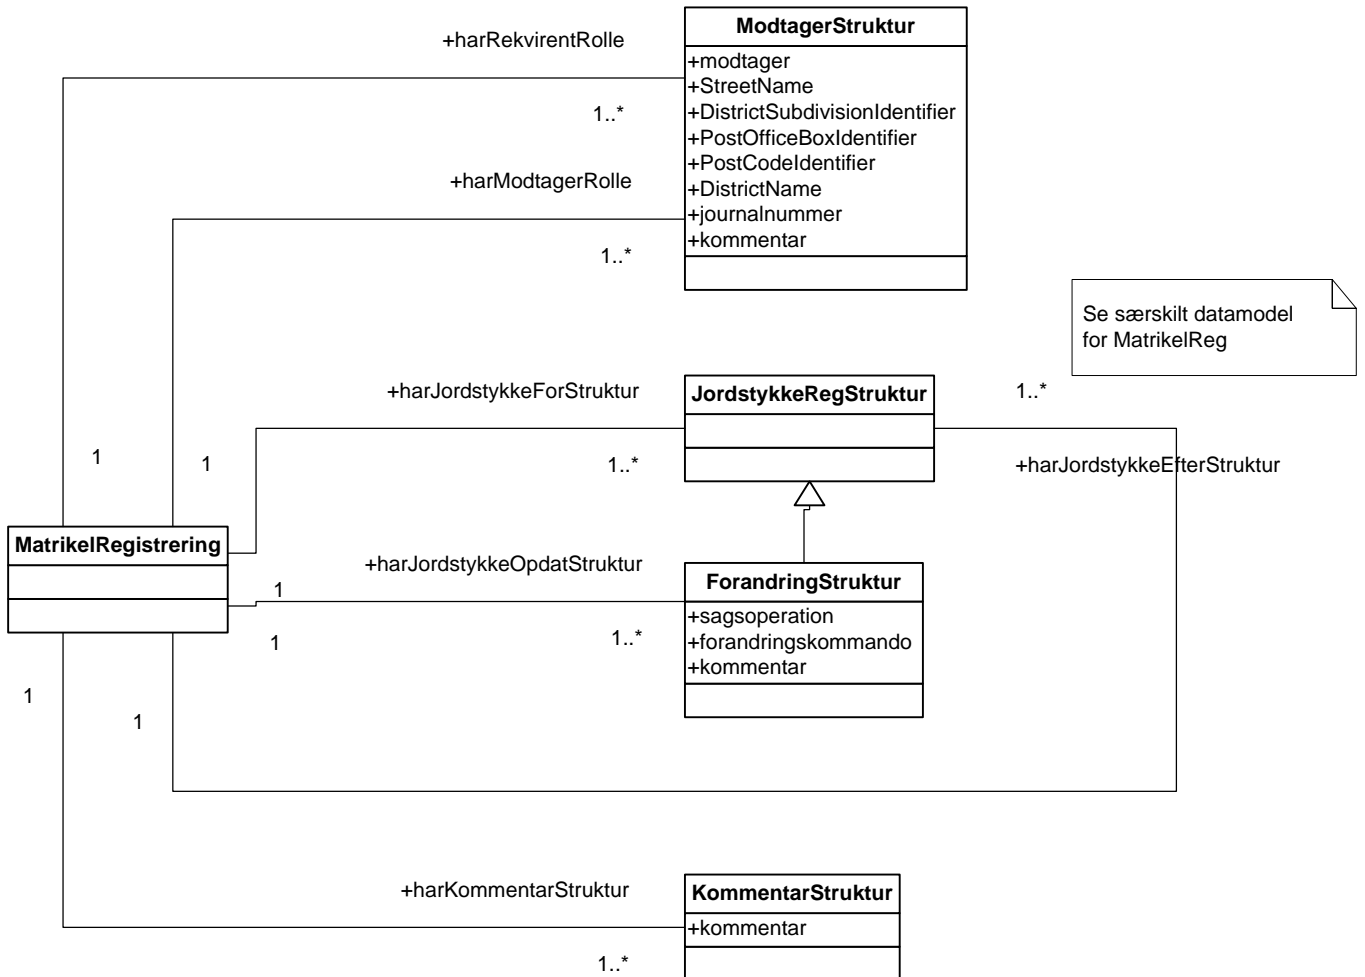 ModtagerStruktur
+harRekvirentRolle
+modtager
+StreetName
+DistrictSubdivisionIdentifier
1..*
+PostOfficeBoxIdentifier
+PostCodeIdentifier
+harModtagerRolle
+DistrictName
+journalnummer
+kommentar
1..*
Se særskilt datamodel
for MatrikelReg
+harJordstykkeForStruktur
JordstykkeRegStruktur
1..*
1
1
1..*
+harJordstykkeEfterStruktur
MatrikelRegistrering
+harJordstykkeOpdatStruktur
1
ForandringStruktur
+sagsoperation
+forandringskommando
+kommentar
1
1..*
1
1
+harKommentarStruktur
KommentarStruktur
+kommentar
1..*